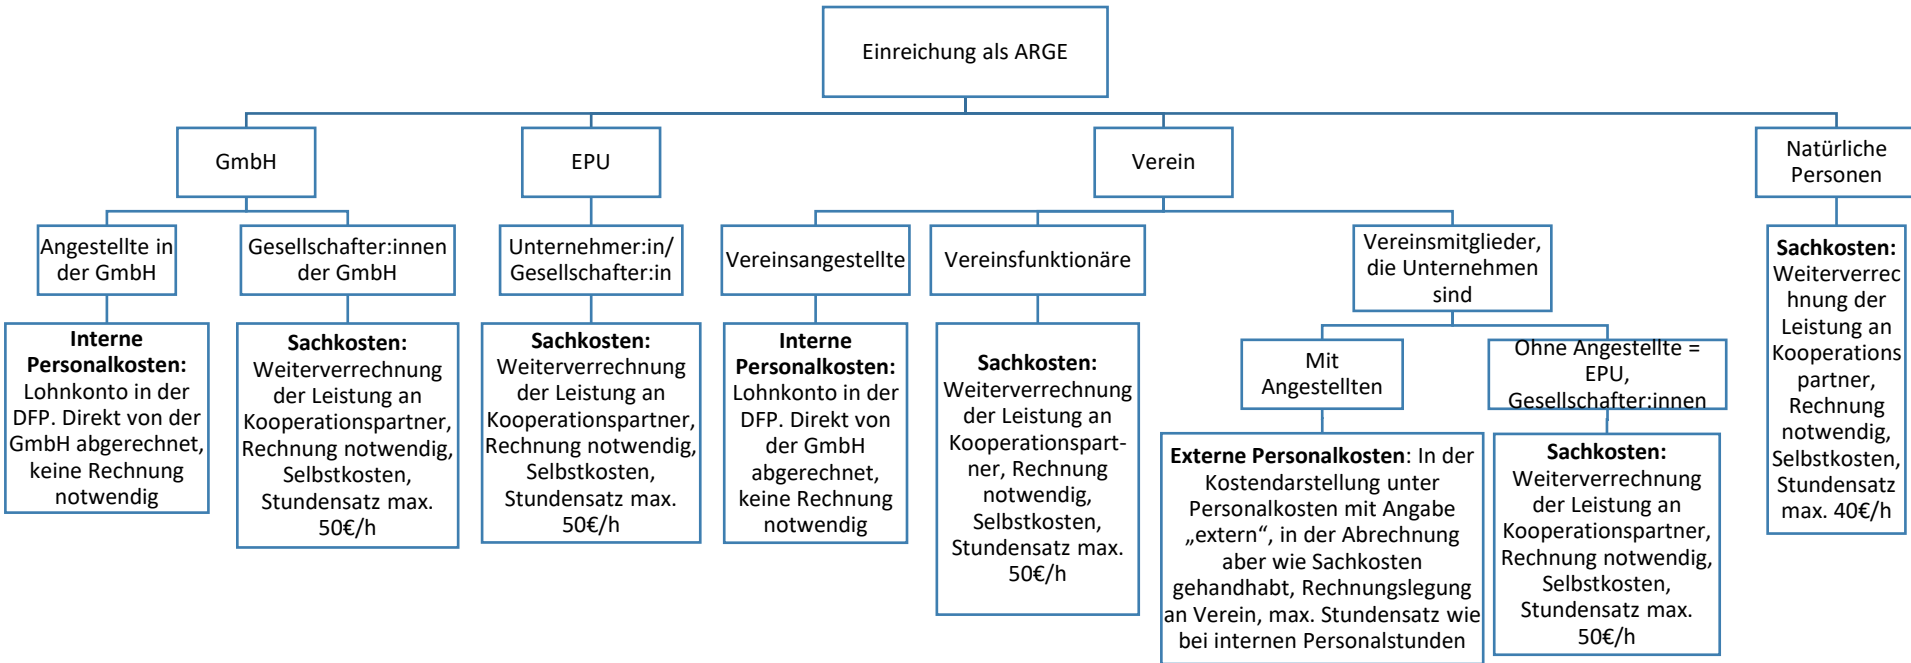 Einreichung als ARGE
GmbH
EPU
Verein
Natürliche
Personen
Angestellte in
der GmbH
Gesellschafter:innen
der GmbH
Unternehmer:in/
Gesellschafter:in
Vereinsangestellte
Vereinsfunktionäre
Vereinsmitglieder,
die Unternehmen
sind
Mit
Angestellten
Ohne Angestellte =
EPU,
Gesellschafter:innen
Interne
Personalkosten:
Lohnkonto in der
DFP. Direkt von der
GmbH abgerechnet,
keine Rechnung
notwendig
Sachkosten:
Weiterverrechnung
der Leistung an
Kooperationspartner,
Rechnung notwendig,
Selbstkosten,
Stundensatz max.
50€/h
Sachkosten:
Weiterverrechnung
der Leistung an
Kooperationspartner,
Rechnung notwendig,
Selbstkosten,
Stundensatz max.
50€/h
Interne
Personalkosten:
Lohnkonto in der
DFP. Direkt von
der GmbH
abgerechnet,
keine Rechnung
notwendig
Sachkosten:
Weiterverrechnung
der Leistung an
Kooperationspart-
ner, Rechnung
notwendig,
Selbstkosten,
Stundensatz max.
50€/h
Externe Personalkosten: In der
Kostendarstellung unter
Personalkosten mit Angabe
„extern“, in der Abrechnung
aber wie Sachkosten
gehandhabt, Rechnungslegung
an Verein, max. Stundensatz wie
bei internen Personalstunden
Sachkosten:
Weiterverrechnung
der Leistung an
Kooperationspartner,
Rechnung notwendig,
Selbstkosten,
Stundensatz max.
50€/h
Sachkosten:
Weiterverrec
hnung der
Leistung an
Kooperations
partner,
Rechnung
notwendig,
Selbstkosten,
Stundensatz
max. 40€/h